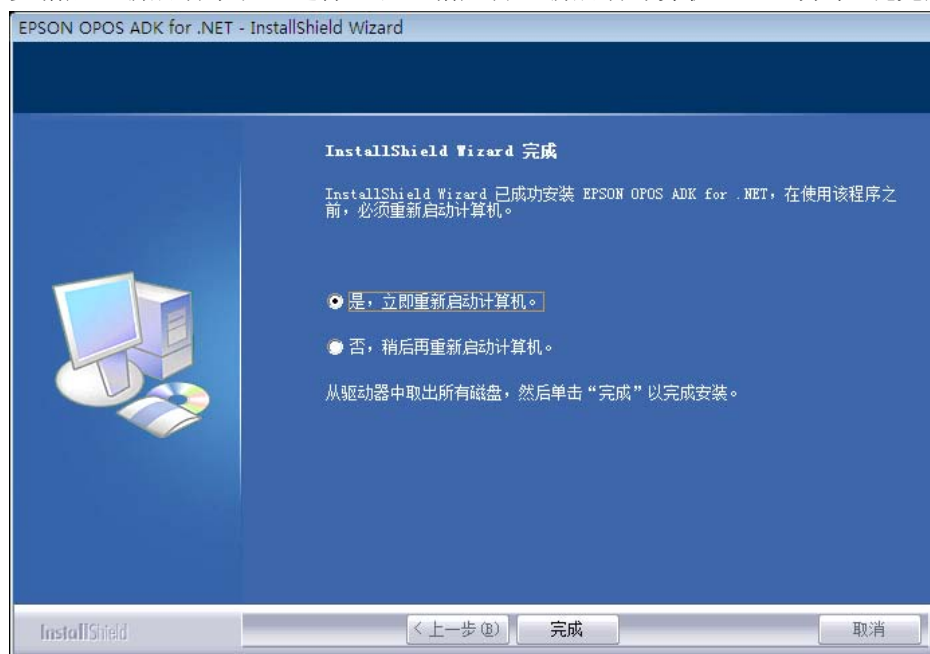 EPSON OPOS ADK for .NET - InstallShield Wizard
InstallShield Wizard 完成
InstallShield Wizard 已成功安装 EPSON OPOS ADK for .NET，在使用该程序之
前，必须重新启动计算机。
是，立即重新启动计算机。
否，稍后再重新启动计算机。
从驱动器中取出所有磁盘，然后单击“完成”以完成安装。
InstallShield
<上一步(B)
完成
取消